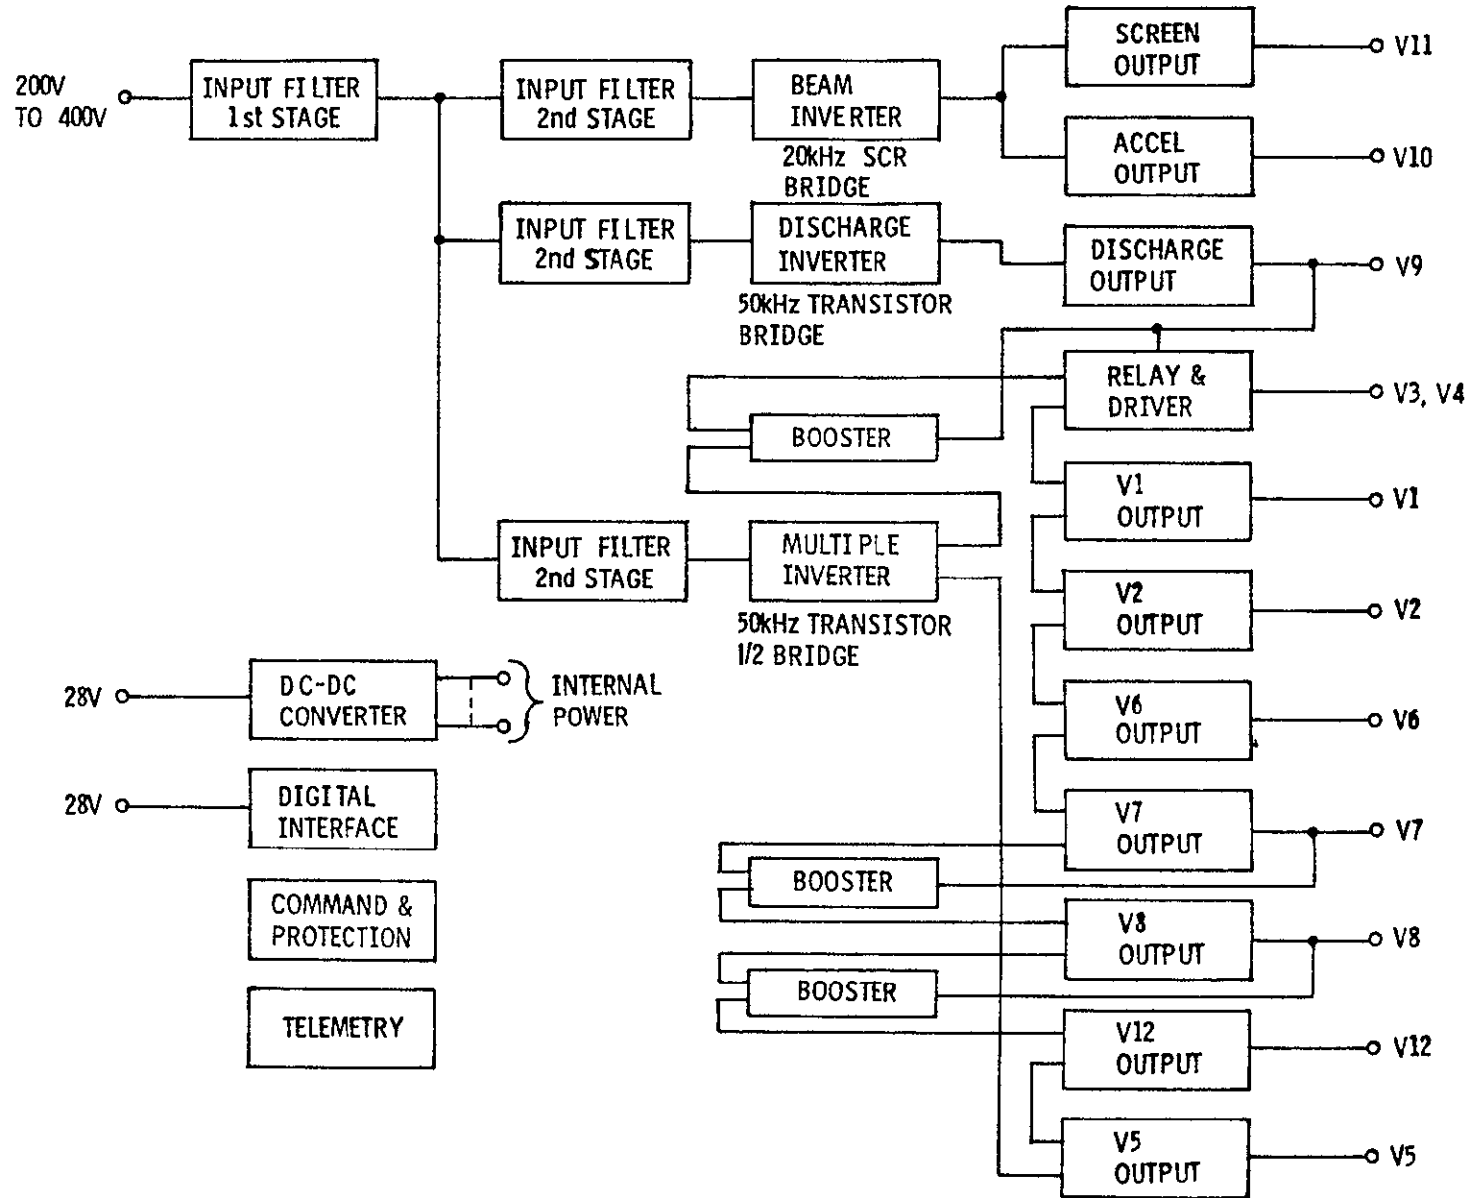 200V
TO 400V
INPUT FILTER
1st STAGE
INPUT FILTER
2nd STAGE
BEAM
INVERTER
20kHz SCR
BRIDGE
SCREEN
OUTPUT
V11
ACCEL
OUTPUT
V10
INPUT FILTER
2nd STAGE
DISCHARGE
INVERTER
50kHz TRANSISTOR
BRIDGE
DISCHARGE
OUTPUT
V9
RELAY &
DRIVER
V3, V4
BOOSTER
V1
OUTPUT
V1
INPUT FILTER
2nd STAGE
MULTIPLE
INVERTER
50kHz TRANSISTOR
1/2 BRIDGE
V2
OUTPUT
V2
28V
DC-DC
CONVERTER
INTERNAL
POWER
V6
OUTPUT
V6
28V
DIGITAL
INTERFACE
V7
OUTPUT
V7
BOOSTER
COMMAND &
PROTECTION
V8
OUTPUT
V8
BOOSTER
TELEMETRY
V12
OUTPUT
V12
V5
OUTPUT
V5